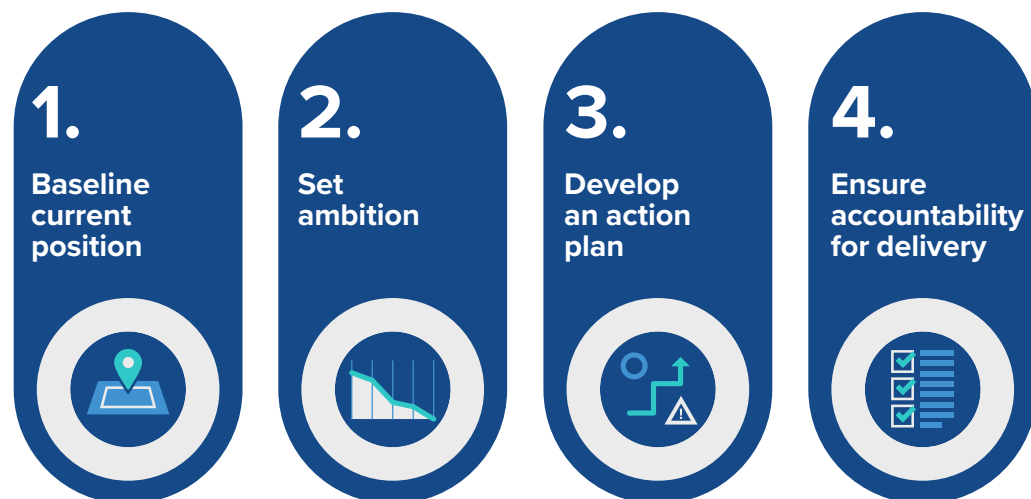 1.
Baseline
current
position
2.
Set
ambition
3.
Develop
an action
plan
4.
Ensure
accountability
for delivery